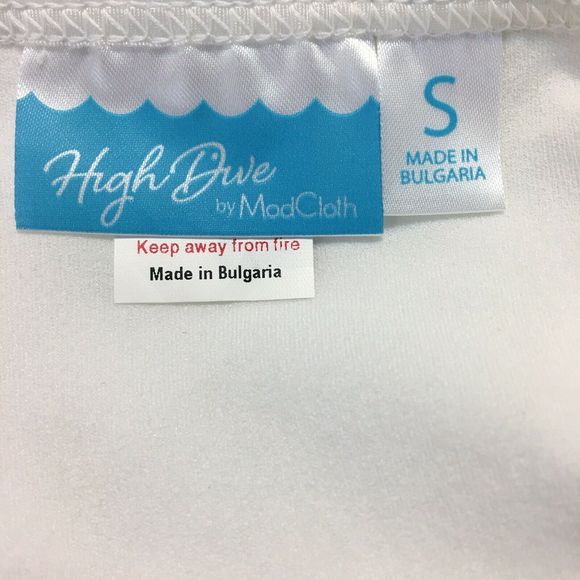 High Dive
by ModCloth
S
MADE IN
BULGARIA
Keep away from fire
Made in Bulgaria